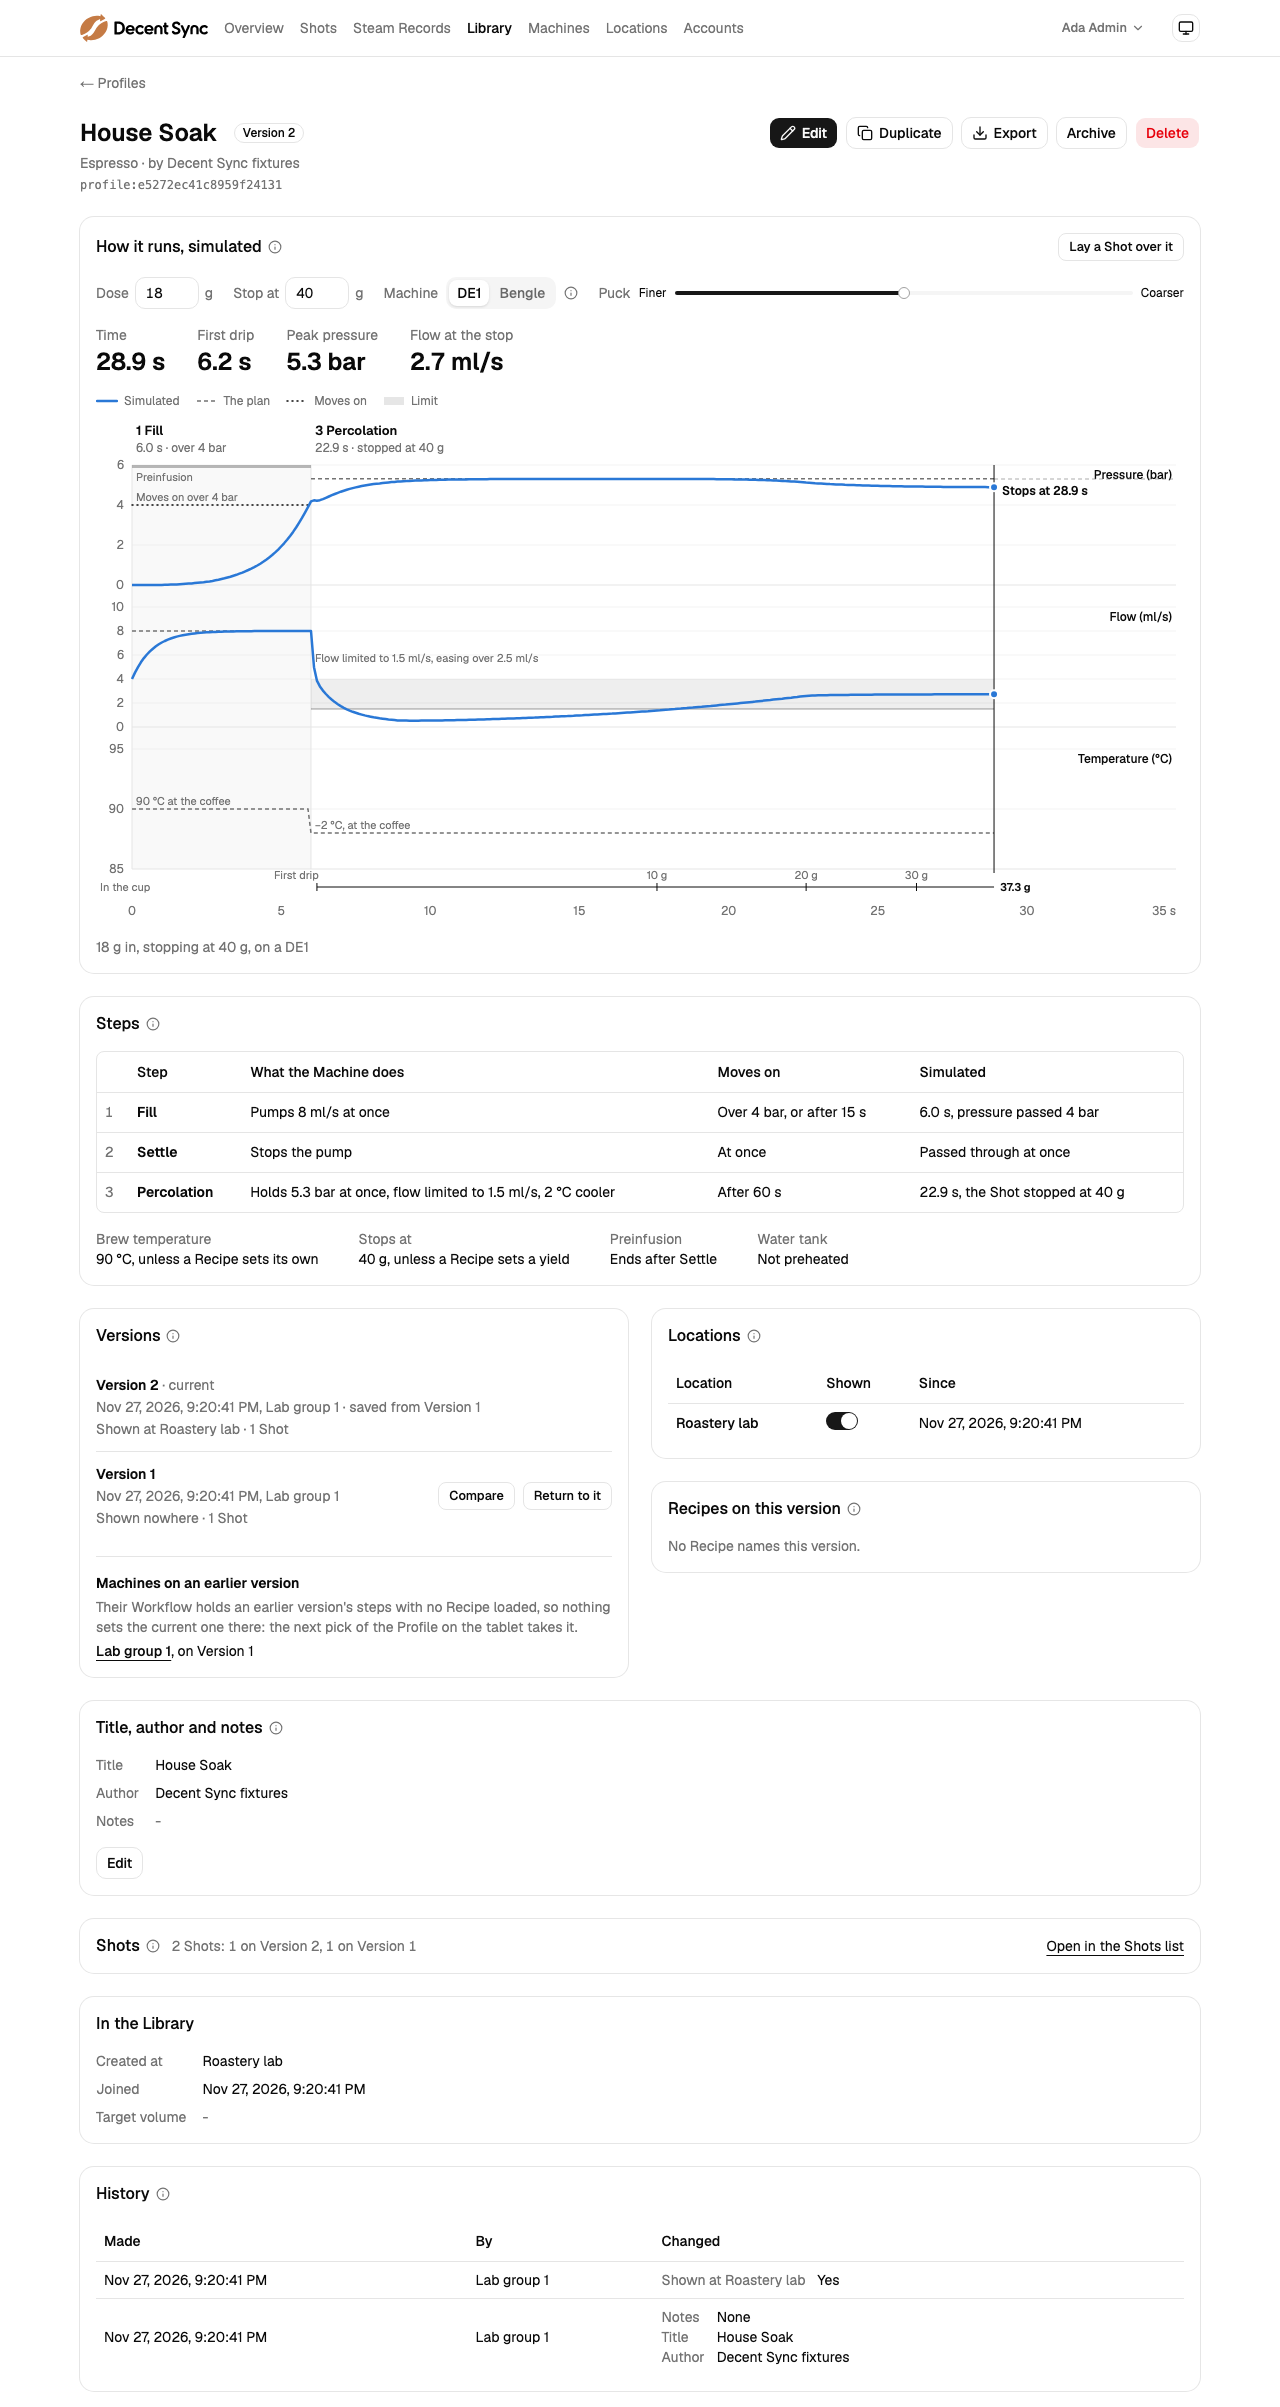 Decent Sync Overview Shots Steam Records Library Machines Locations Accounts Ada Admin
← Profiles
House Soak Version 2 Edit Duplicate Export Archive Delete
Espresso · by Decent Sync fixtures
profile:e5272ec41c8959f24131
How it runs, simulated Lay a Shot over it
Dose 18 g Stop at 40 g Machine DE1 Bengle Puck Finer Coarser
Time First drip Peak pressure Flow at the stop
28.9 s 6.2 s 5.3 bar 2.7 ml/s
Simulated The plan Moves on Limit
1 Fill 3 Percolation
6.0 s · over 4 bar 22.9 s · stopped at 40 g
6
Preinfusion Pressure (bar)
Moves on over 4 bar Stops at 28.9 s
4
2
0
10
Flow (ml/s)
8
6 Flow limited to 1.5 ml/s, easing over 2.5 ml/s
4
2
0
95
Temperature (°C)
90 °C at the coffee
90
−2 °C, at the coffee
85
First drip 10 g 20 g 30 g
In the cup 37.3 g
0 5 10 15 20 25 30 35 s
18 g in, stopping at 40 g, on a DE1
Steps
Step What the Machine does Moves on Simulated
1 Fill Pumps 8 ml/s at once Over 4 bar, or after 15 s 6.0 s, pressure passed 4 bar
2 Settle Stops the pump At once Passed through at once
3 Percolation Holds 5.3 bar at once, flow limited to 1.5 ml/s, 2 °C cooler After 60 s 22.9 s, the Shot stopped at 40 g
Brew temperature Stops at Preinfusion Water tank
90 °C, unless a Recipe sets its own 40 g, unless a Recipe sets a yield Ends after Settle Not preheated
Versions
Version 2 · current
Nov 27, 2026, 9:20:41 PM, Lab group 1 · saved from Version 1
Shown at Roastery lab · 1 Shot
Version 1
Nov 27, 2026, 9:20:41 PM, Lab group 1
Shown nowhere · 1 Shot
Compare Return to it
Machines on an earlier version
Their Workflow holds an earlier version's steps with no Recipe loaded, so nothing
sets the current one there: the next pick of the Profile on the tablet takes it.
Lab group 1, on Version 1
Locations
Location Shown Since
Roastery lab Nov 27, 2026, 9:20:41 PM
Recipes on this version
No Recipe names this version.
Title, author and notes
Title House Soak
Author Decent Sync fixtures
Notes -
Edit
Shots 2 Shots: 1 on Version 2, 1 on Version 1 Open in the Shots list
In the Library
Created at Roastery lab
Joined Nov 27, 2026, 9:20:41 PM
Target volume -
History
Made By Changed
Nov 27, 2026, 9:20:41 PM Lab group 1 Shown at Roastery lab Yes
Notes None
Nov 27, 2026, 9:20:41 PM Lab group 1 Title House Soak
Author Decent Sync fixtures